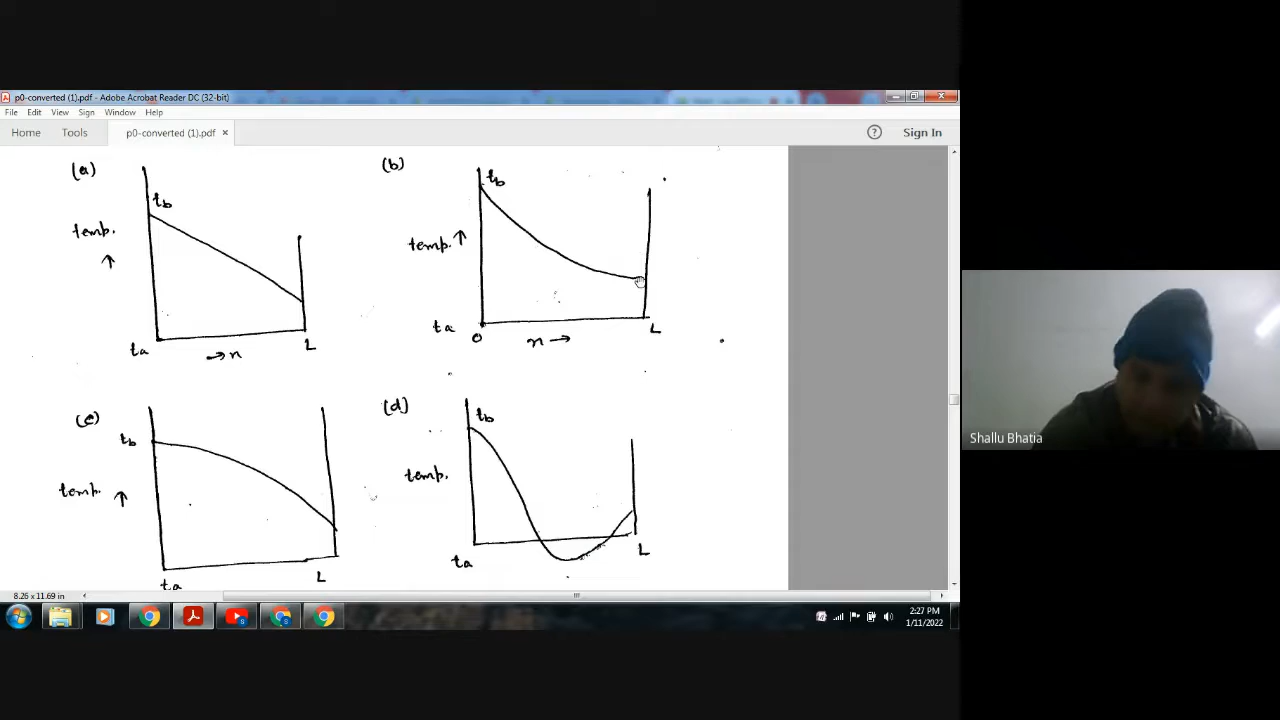 p0-converted (1).pdf - Adobe Acrobat Reader DC (32-bit)
File Edit View Sign Window Help
Home Tools p0-converted (1).pdf × ? Sign In
(a)
tb
temp.
↑
ta
→ n
L
(b)
tb
temp. ↑
ta
0
n →
L
(c)
tb
temp. ↑
ta
L
(d)
tb
temp.
ta
L
Shallu Bhatia
8.26 x 11.69 in
2:27 PM
1/11/2022